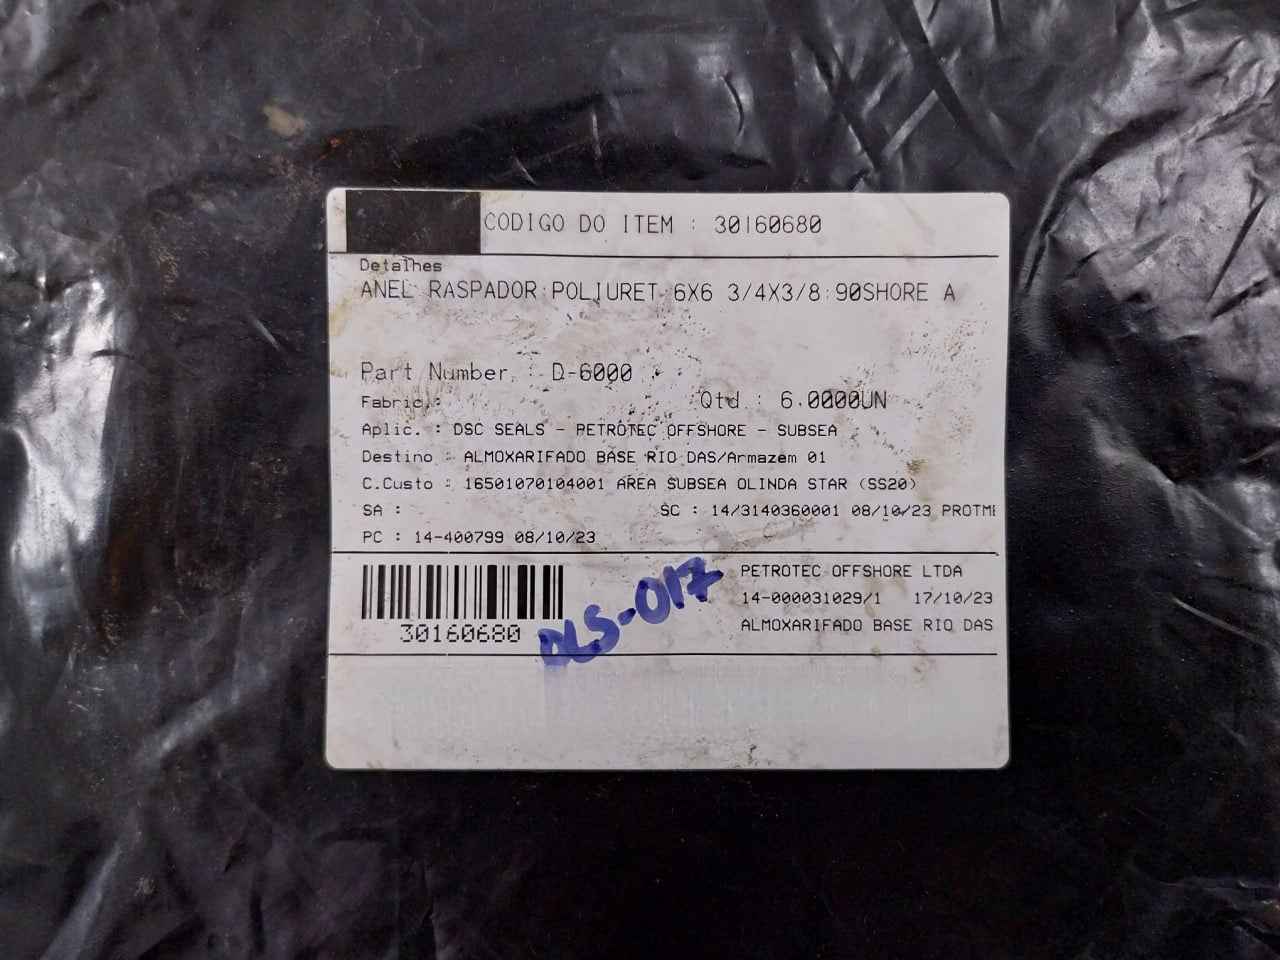 CODIGO DO ITEM : 30160680
Detalhes
ANEL RASPADOR POLIURET 6X6 3/4X3/8 90SHORE A
Part Number : D-6000
Fabric. :
Qtd : 6.0000UN
Aplic. : DSC SEALS - PETROTEC OFFSHORE - SUBSEA
Destino : ALMOXARIFADO BASE RIO DAS/Armazem 01
C.Custo : 16501070104001 AREA SUBSEA OLINDA STAR (SS20)
SA : SC : 14/3140360001 08/10/23 PROTME
PC : 14-400799 08/10/23
PETROTEC OFFSHORE LTDA
14-000031029/1 17/10/23
ALMOXARIFADO BASE RIO DAS
30160680
DLS-017